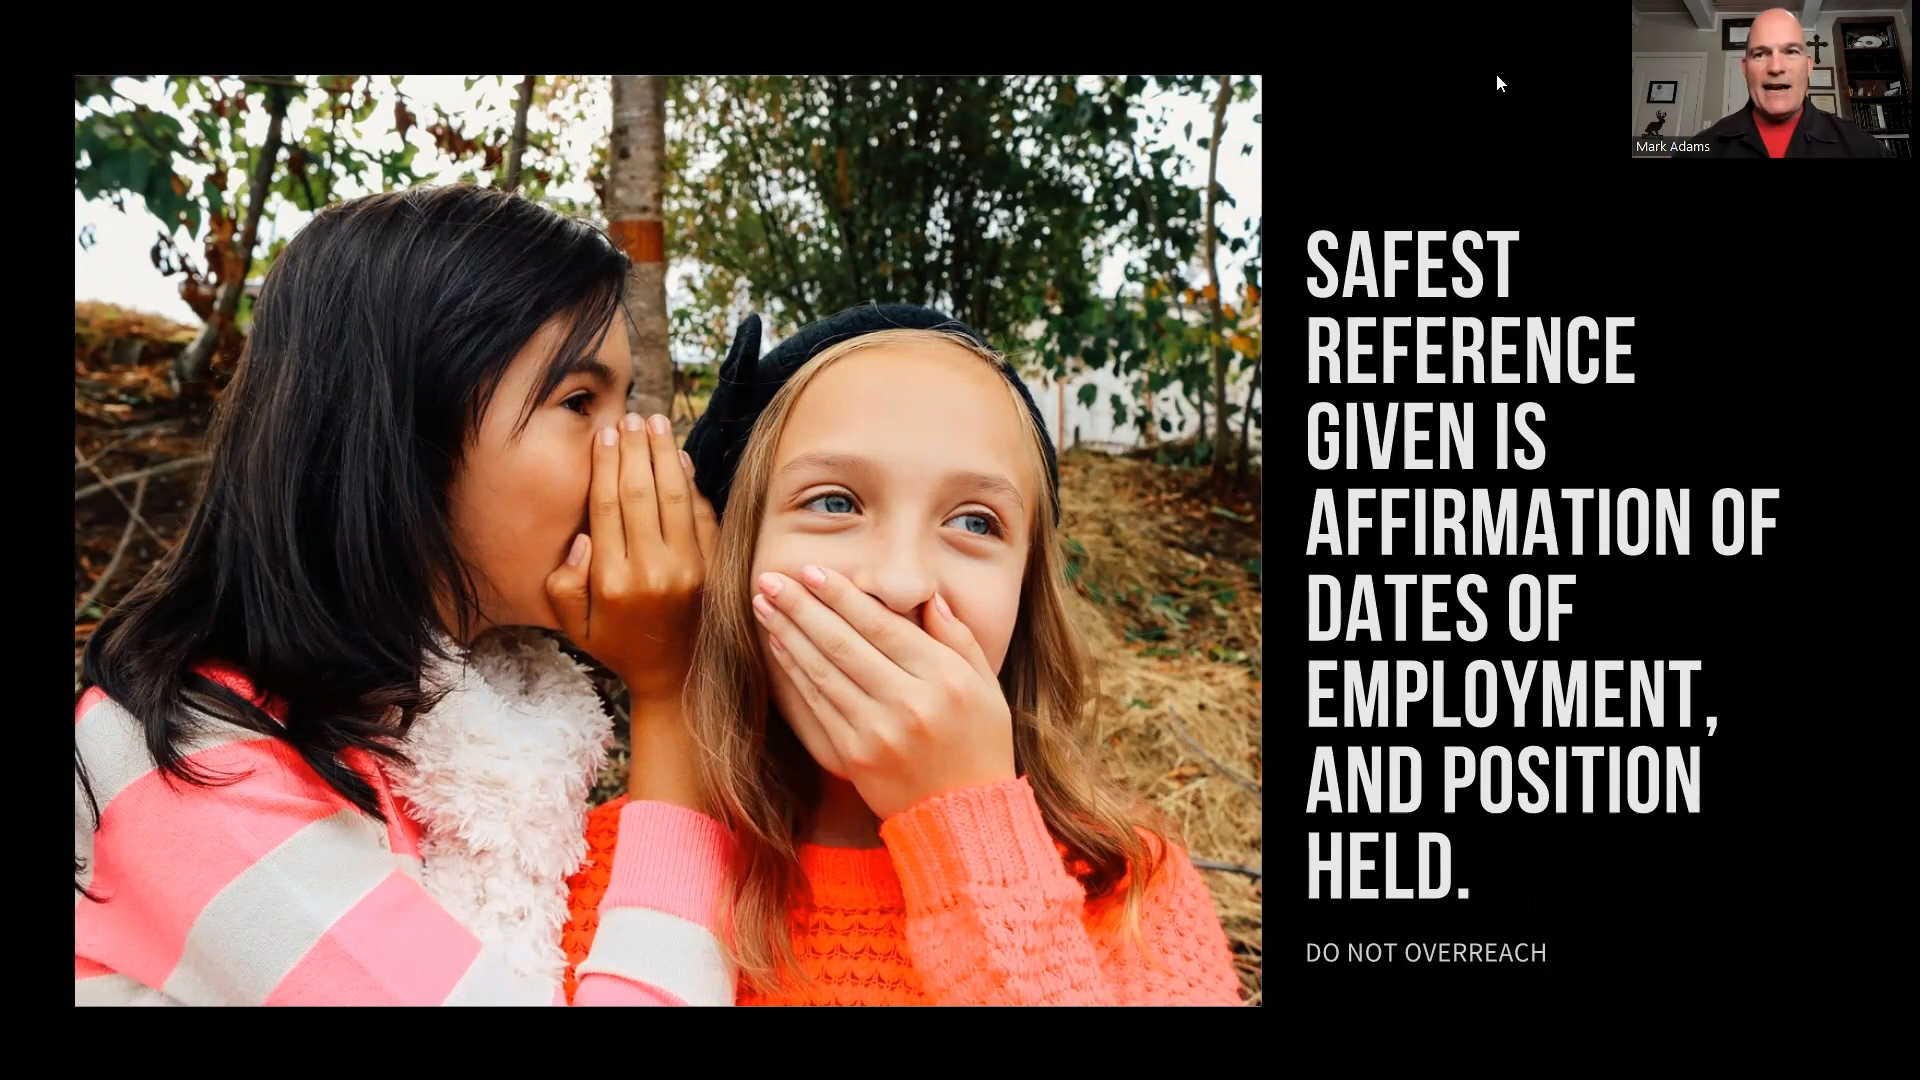 Mark Adams
SAFEST
REFERENCE
GIVEN IS
AFFIRMATION OF
DATES OF
EMPLOYMENT,
AND POSITION
HELD.
DO NOT OVERREACH